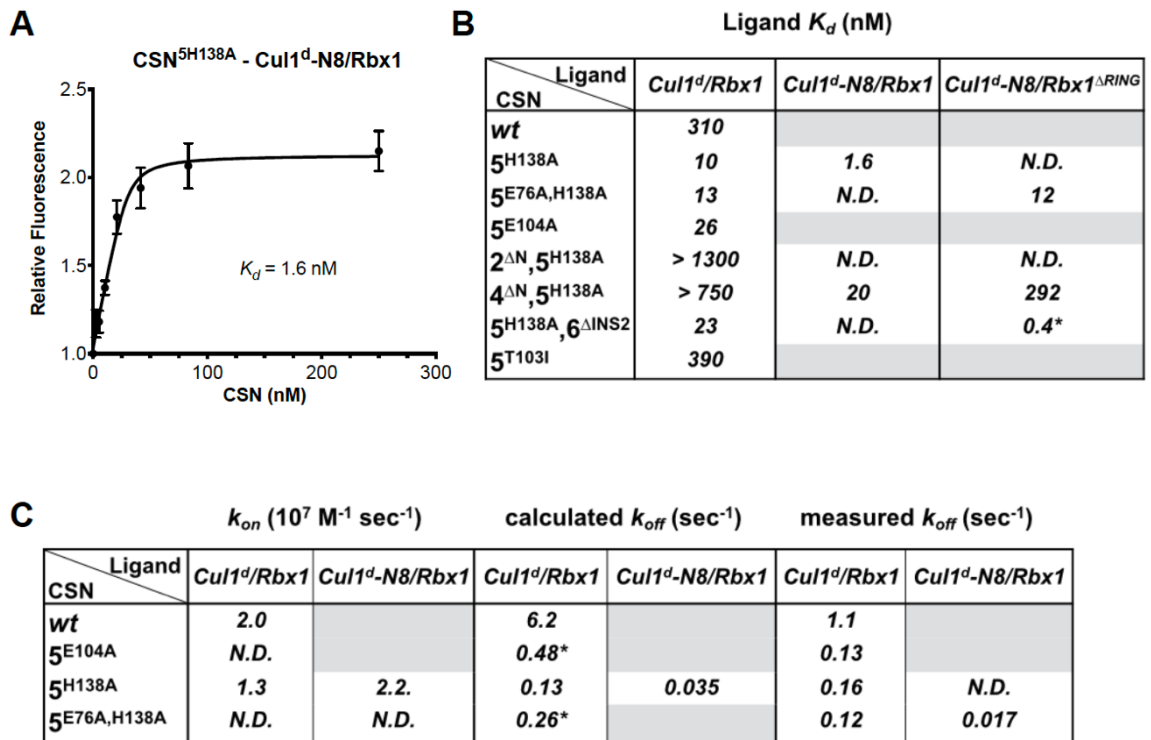 A
CSN5H138A - Cul1d-N8/Rbx1
Relative Fluorescence
2.5
2.0
1.5
1.0
Kd = 1.6 nM
0 100 200 300
CSN (nM)
B
Ligand Kd (nM)
Ligand
CSN
Cul1d/Rbx1 Cul1d-N8/Rbx1 Cul1d-N8/Rbx1ΔRING
wt 310
5H138A 10 1.6 N.D.
5E76A,H138A 13 N.D. 12
5E104A 26
2ΔN,5H138A > 1300 N.D. N.D.
4ΔN,5H138A > 750 20 292
5H138A,6ΔINS2 23 N.D. 0.4*
5T103I 390
C
kon (10⁷ M⁻¹ sec⁻¹) calculated koff (sec⁻¹) measured koff (sec⁻¹)
Ligand
CSN
Cul1d/Rbx1 Cul1d-N8/Rbx1 Cul1d/Rbx1 Cul1d-N8/Rbx1 Cul1d/Rbx1 Cul1d-N8/Rbx1
wt 2.0 6.2 1.1
5E104A N.D. 0.48* 0.13
5H138A 1.3 2.2. 0.13 0.035 0.16 N.D.
5E76A,H138A N.D. N.D. 0.26* 0.12 0.017